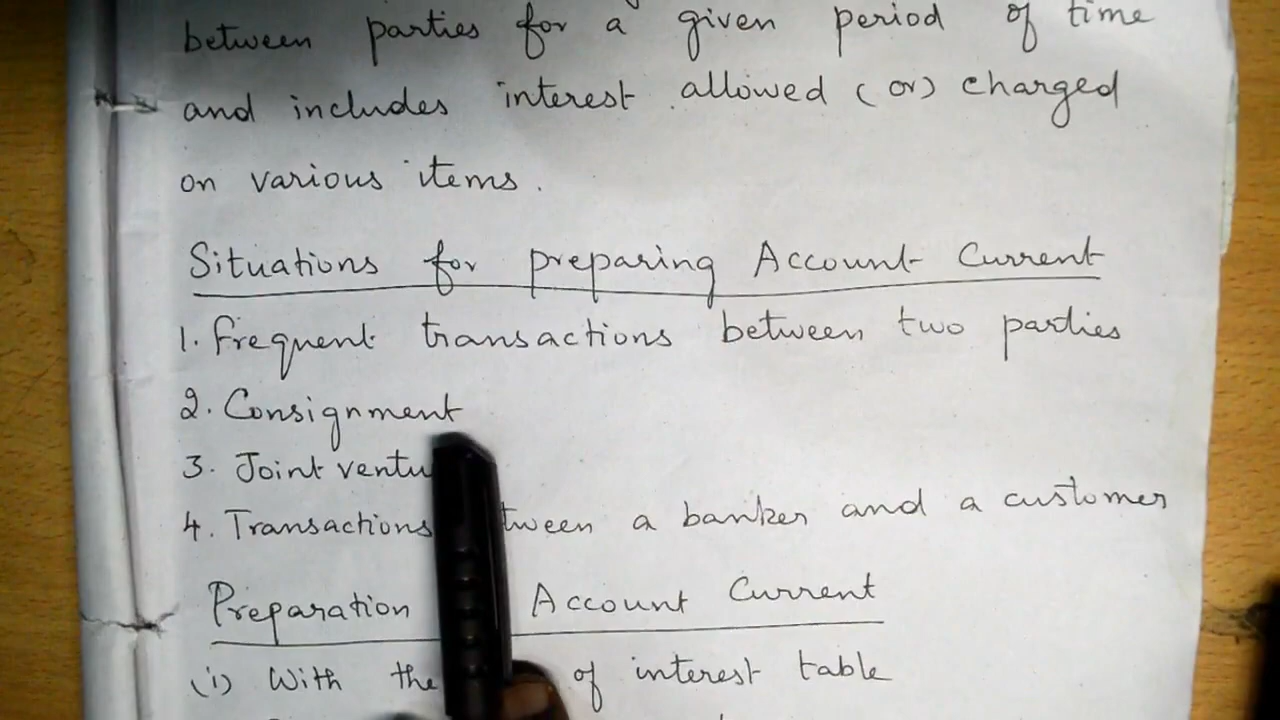 between parties for a given period of time
and includes interest allowed (or) charged
on various items.
Situations for preparing Account Current
1. Frequent transactions between two parties
2. Consignment
3. Joint
4. Transactions a banker and a customer
Preparation Account Current
(i) With the of interest table